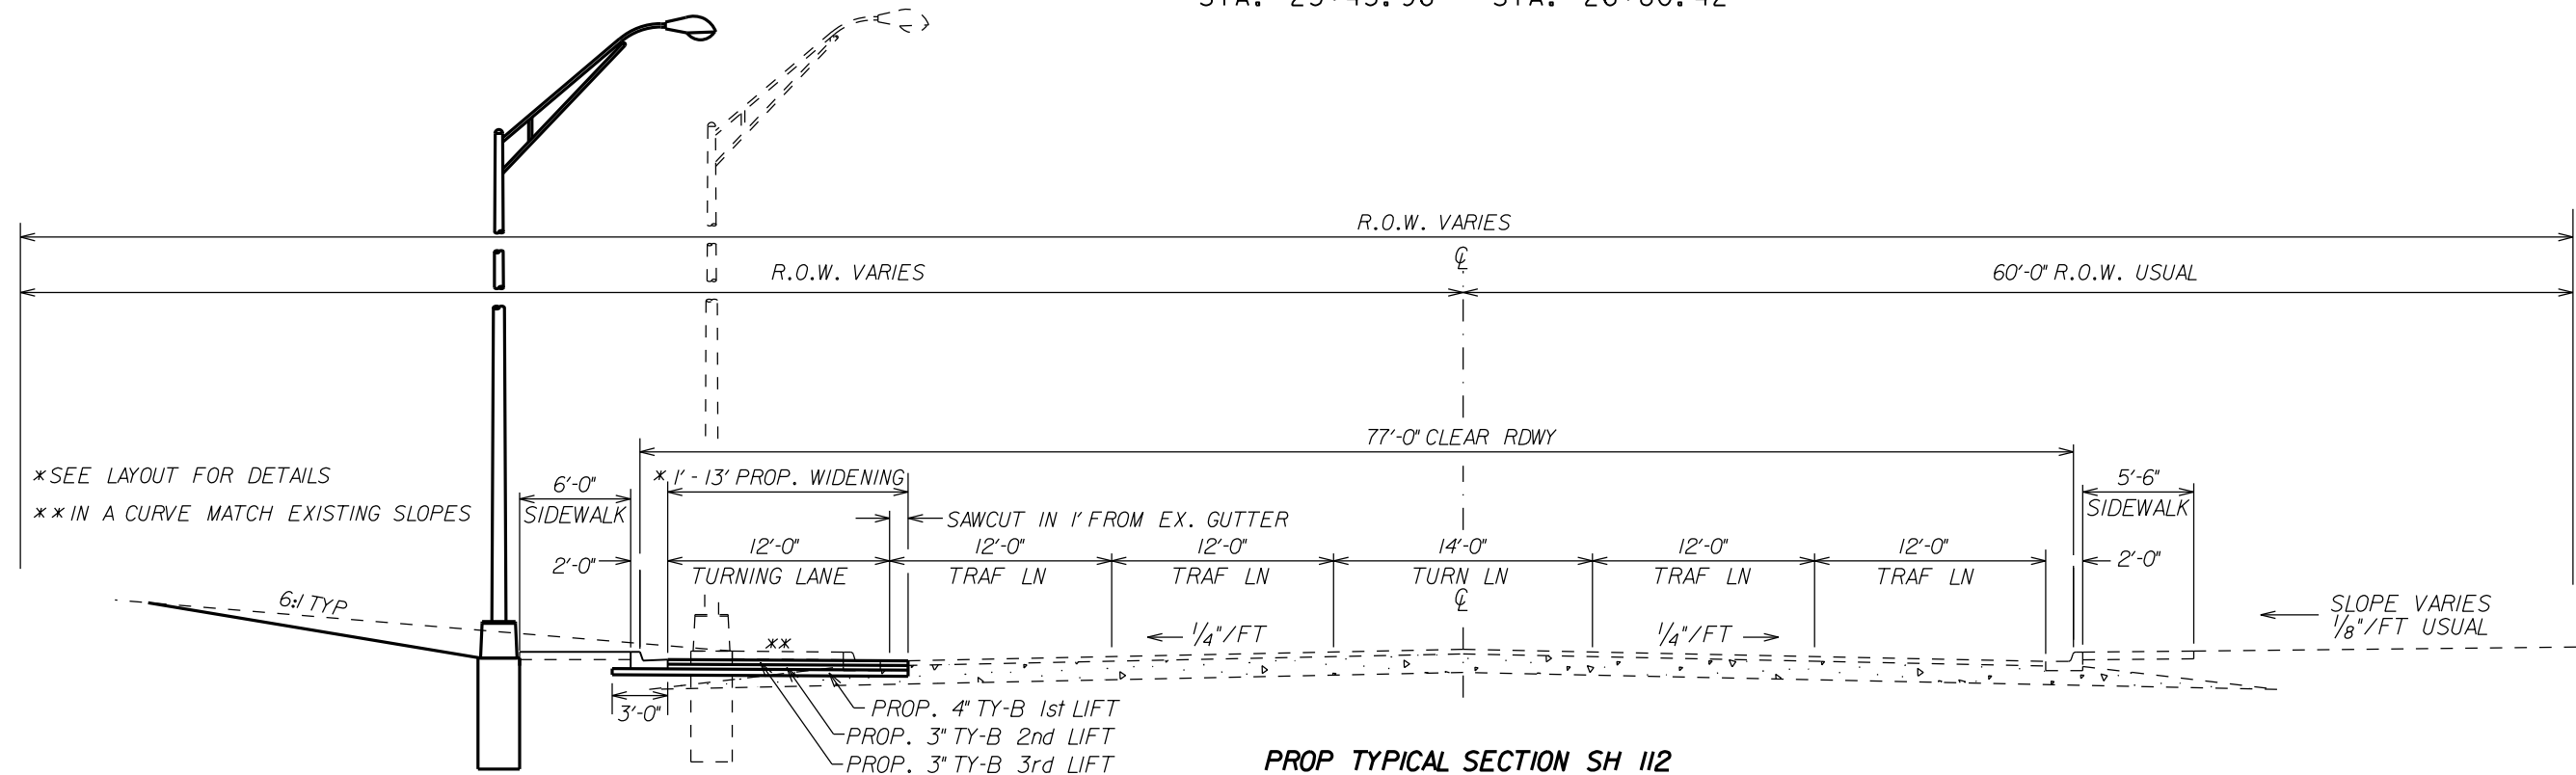 R.O.W. VARIES
℄
R.O.W. VARIES
60'-0" R.O.W. USUAL
77'-0" CLEAR RDWY
*SEE LAYOUT FOR DETAILS
**IN A CURVE MATCH EXISTING SLOPES
6'-0"
SIDEWALK
* 1' - 13' PROP. WIDENING
5'-6"
SIDEWALK
SAWCUT IN 1' FROM EX. GUTTER
2'-0"
12'-0"
TURNING LANE
12'-0"
TRAF LN
12'-0"
TRAF LN
14'-0"
TURN LN
℄
12'-0"
TRAF LN
12'-0"
TRAF LN
2'-0"
6:1 TYP
**
1/4"/FT
1/4"/FT
SLOPE VARIES
1/8"/FT USUAL
3'-0"
PROP. 4" TY-B 1st LIFT
PROP. 3" TY-B 2nd LIFT
PROP. 3" TY-B 3rd LIFT
PROP TYPICAL SECTION SH 112